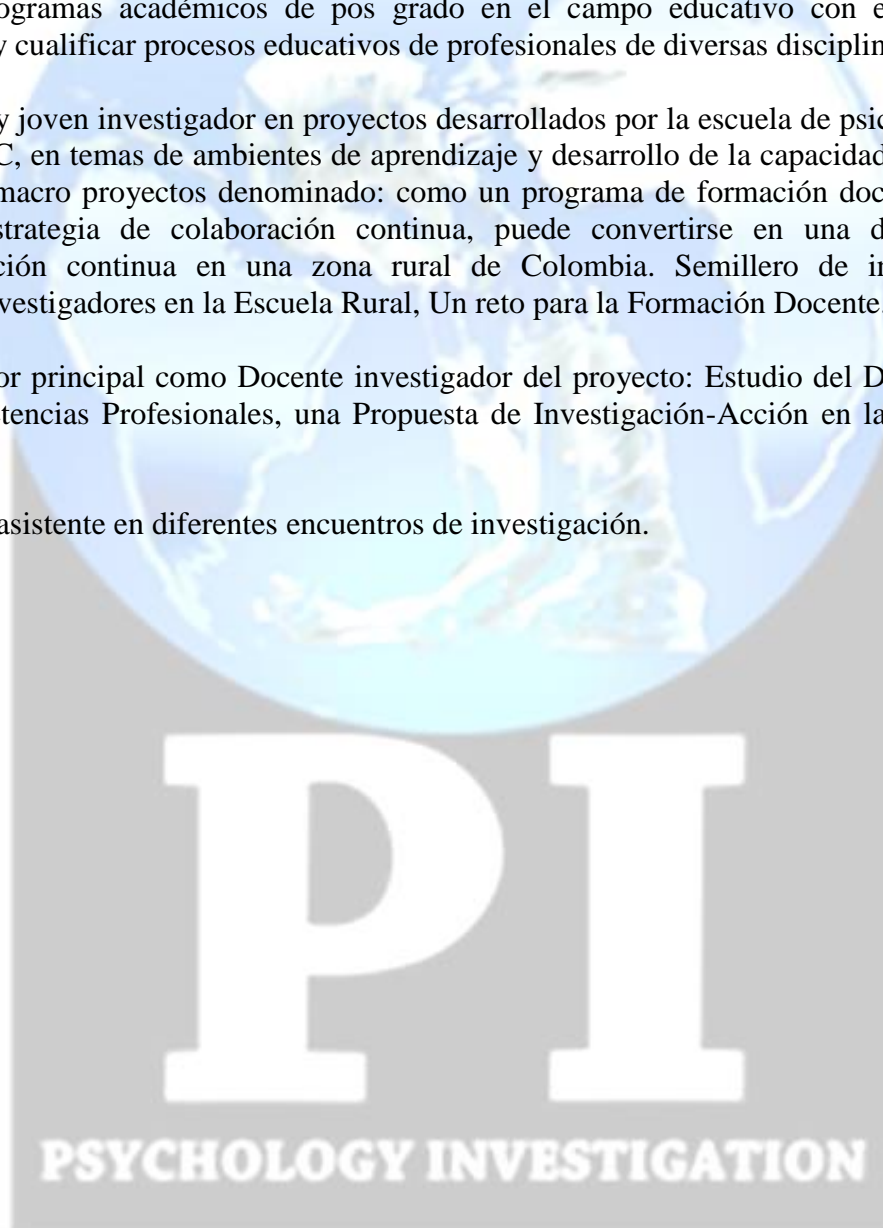 ogramas académicos de pos grado en el campo educativo con e
y cualificar procesos educativos de profesionales de diversas disciplin
y joven investigador en proyectos desarrollados por la escuela de psic
C, en temas de ambientes de aprendizaje y desarrollo de la capacidad
macro proyectos denominado: como un programa de formación doc
strategia de colaboración continua, puede convertirse en una d
ción continua en una zona rural de Colombia. Semillero de in
vestigadores en la Escuela Rural, Un reto para la Formación Docente.
or principal como Docente investigador del proyecto: Estudio del D
tencias Profesionales, una Propuesta de Investigación-Acción en la
asistente en diferentes encuentros de investigación.
PI
PSYCHOLOGY INVESTIGATION